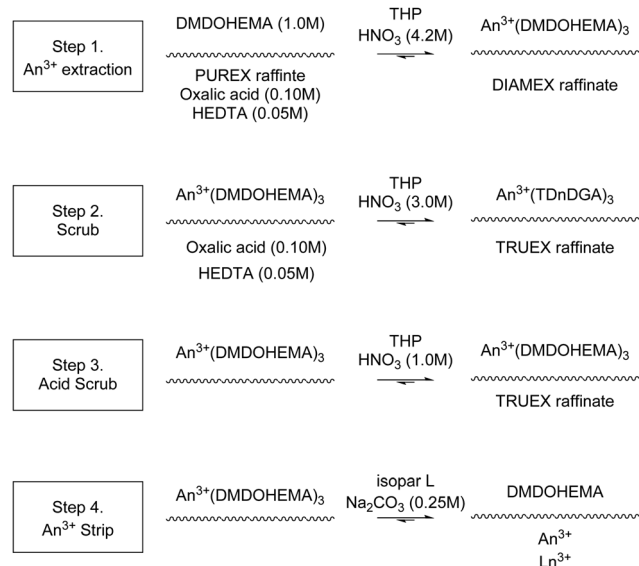 Step 1.
An³⁺ extraction
DMDOHEMA (1.0M)
PUREX raffinte
Oxalic acid (0.10M)
HEDTA (0.05M)
THP
HNO₃ (4.2M)
An³⁺(DMDOHEMA)₃
DIAMEX raffinate
Step 2.
Scrub
An³⁺(DMDOHEMA)₃
Oxalic acid (0.10M)
HEDTA (0.05M)
THP
HNO₃ (3.0M)
An³⁺(TDnDGA)₃
TRUEX raffinate
Step 3.
Acid Scrub
An³⁺(DMDOHEMA)₃
THP
HNO₃ (1.0M)
An³⁺(DMDOHEMA)₃
TRUEX raffinate
Step 4.
An³⁺ Strip
An³⁺(DMDOHEMA)₃
isopar L
Na₂CO₃ (0.25M)
DMDOHEMA
An³⁺
Ln³⁺